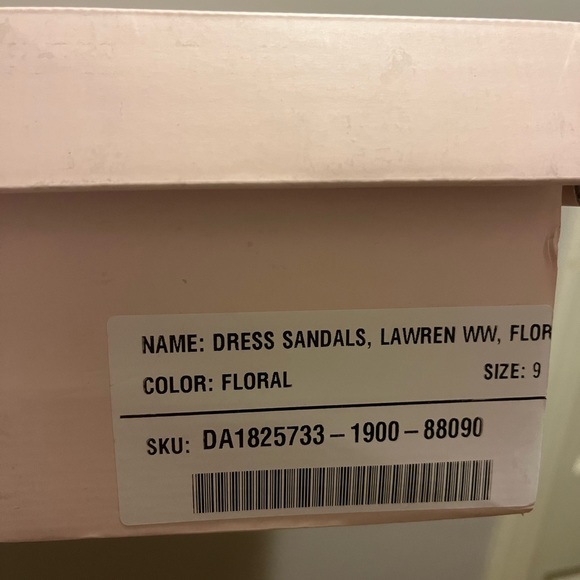 NAME: DRESS SANDALS, LAWREN WW, FLOR
COLOR: FLORAL SIZE: 9
SKU: DA1825733-1900-88090